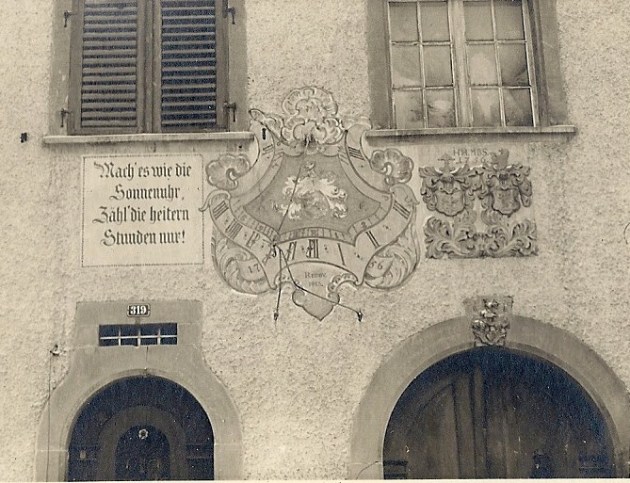 Mach' es wie die
Sonnenuhr,
Zähl' die heitern
Stunden nur!
319